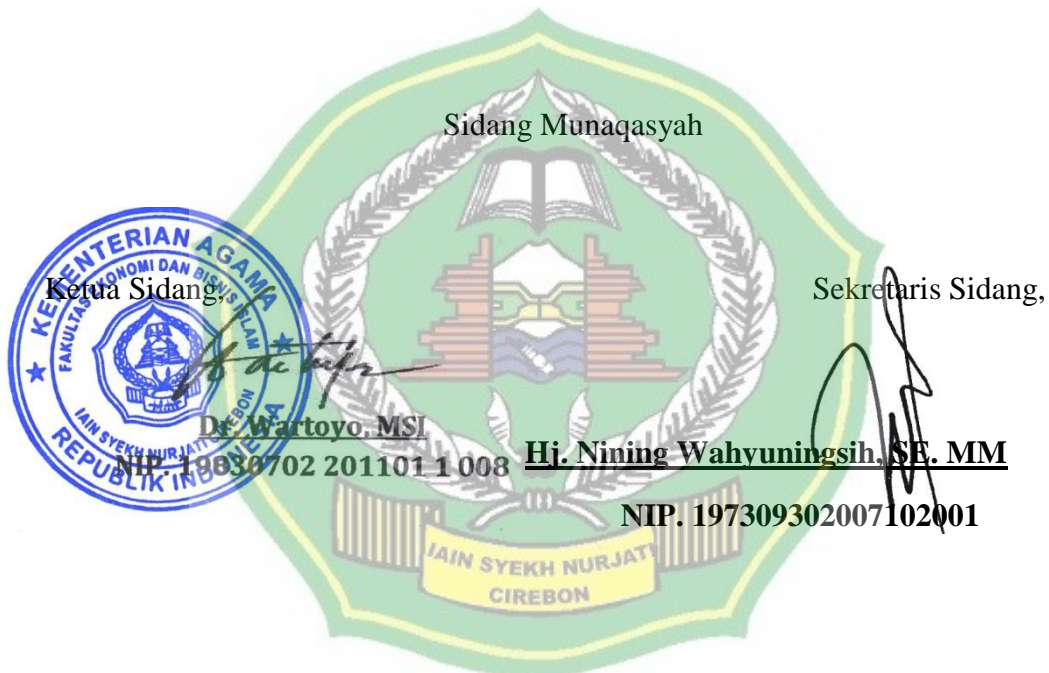 Sidang Munaqasyah
Ketua Sidang,
Sekretaris Sidang,
KEMENTERIAN AGAMA
FAKULTAS EKONOMI DAN BISNIS ISLAM
IAIN SYEKH NURJATI CIREBON
REPUBLIK INDONESIA
Dr. Wartoyo, MSI
NIP. 19830702 201101 1 008
Hj. Nining Wahyuningsih, SE. MM
NIP. 197309302007102001
IAIN SYEKH NURJATI
CIREBON